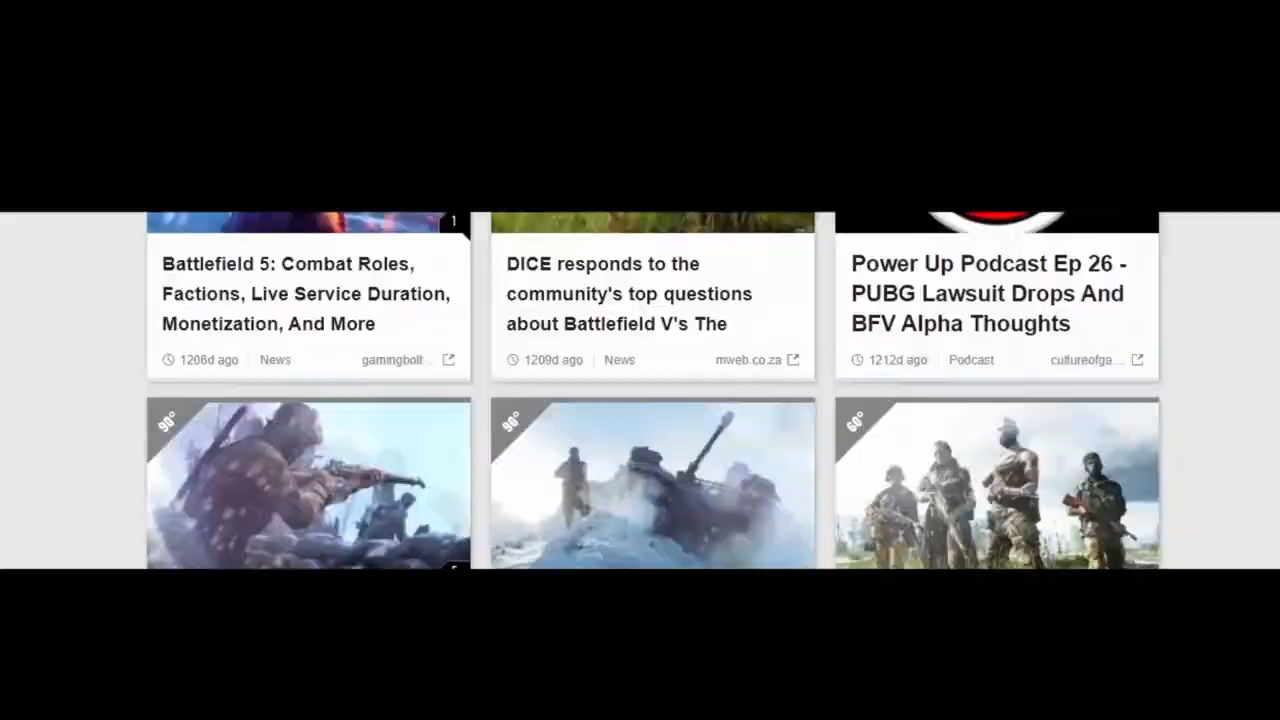 1
Battlefield 5: Combat Roles,
Factions, Live Service Duration,
Monetization, And More
1206d ago
News
gamingbolt...
DICE responds to the
community's top questions
about Battlefield V's The
1209d ago
News
mweb.co.za
Power Up Podcast Ep 26 -
PUBG Lawsuit Drops And
BFV Alpha Thoughts
1212d ago
Podcast
cultureofga...
90°
90°
60°